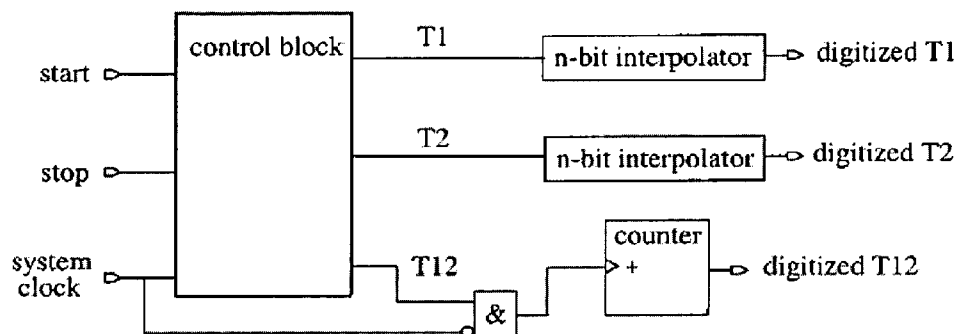 control block
start
stop
system
clock
T1
n-bit interpolator
digitized T1
T2
n-bit interpolator
digitized T2
T12
&
counter
+
digitized T12